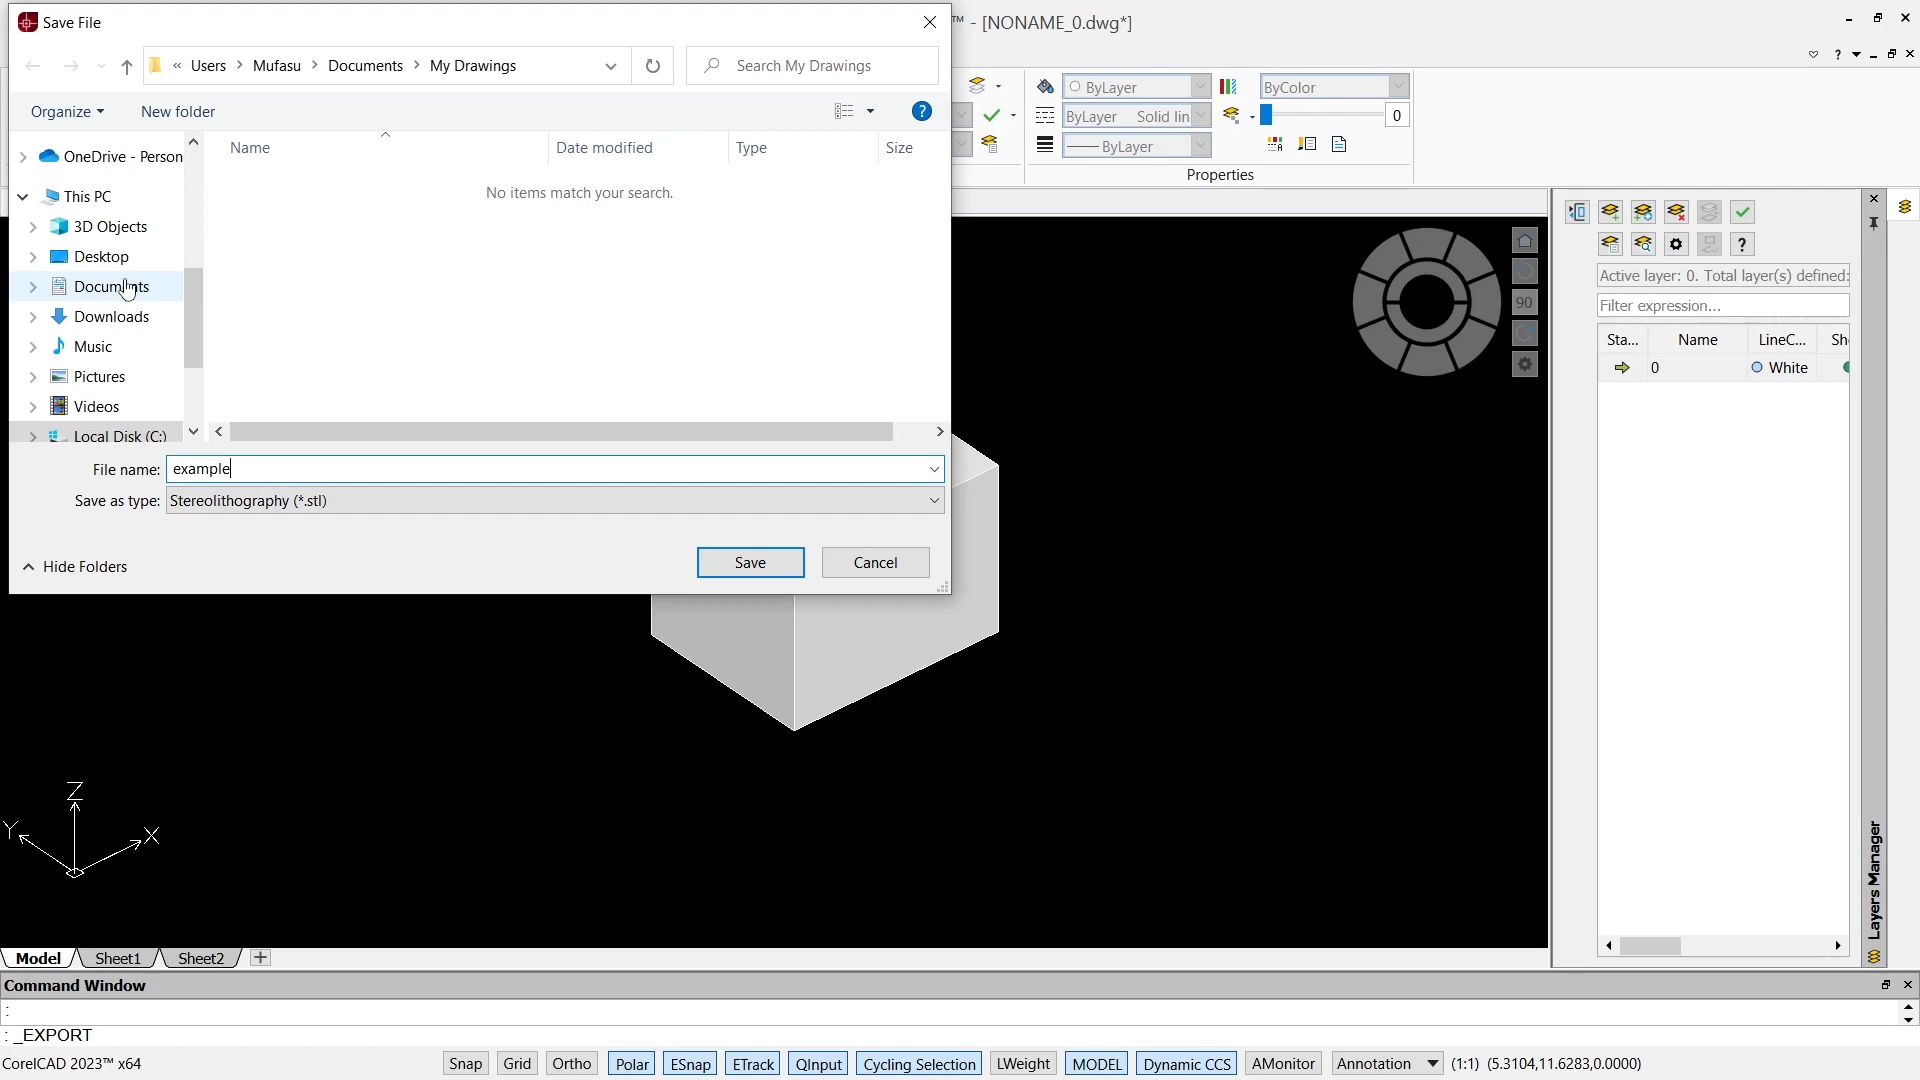 Save File
™ - [NONAME_0.dwg*]
« Users > Mufasu > Documents > My Drawings
Search My Drawings
Organize
New folder
Name
Date modified
Type
Size
No items match your search.
OneDrive - Person
This PC
3D Objects
Desktop
Documents
Downloads
Music
Pictures
Videos
Local Disk (C:)
File name: example
Save as type: Stereolithography (*.stl)
Hide Folders
Save
Cancel
ByLayer
ByColor
ByLayer Solid lin
0
ByLayer
Properties
90
Active layer: 0. Total layer(s) defined:
Filter expression...
Sta... Name LineC... Sh
0 White
Layers Manager
Z
Y
X
Model
Sheet1
Sheet2
Command Window
:
: _EXPORT
CorelCAD 2023™ x64
Snap Grid Ortho Polar ESnap ETrack QInput Cycling Selection LWeight MODEL Dynamic CCS AMonitor Annotation (1:1) (5.3104,11.6283,0.0000)